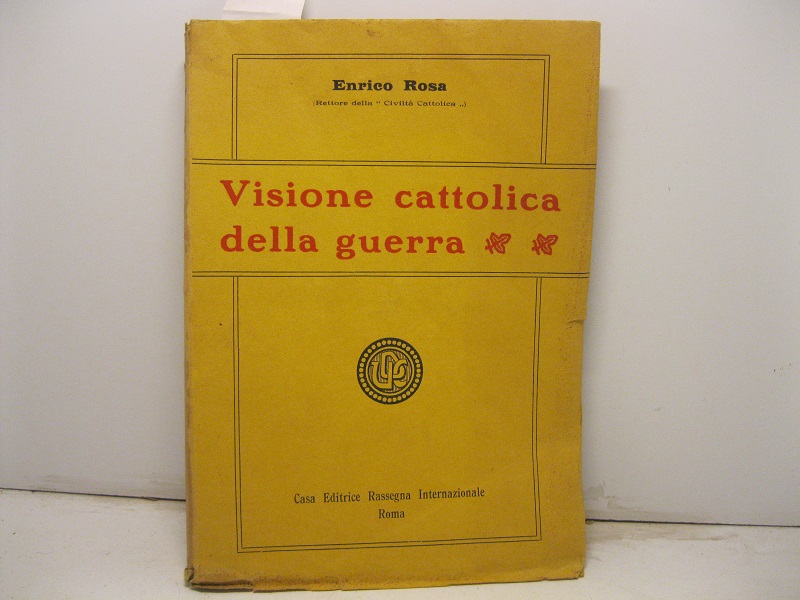 Enrico Rosa
(Rettore della “ Civiltà Cattolica „)
Visione cattolica
della guerra
Casa Editrice Rassegna Internazionale
Roma